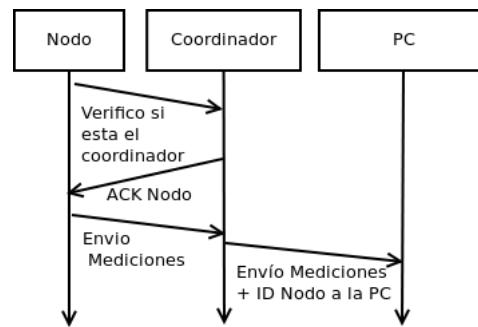 Nodo
Coordinador
PC
Verifico si
esta el
coordinador
ACK Nodo
Envio
Mediciones
Envío Mediciones
+ ID Nodo a la PC